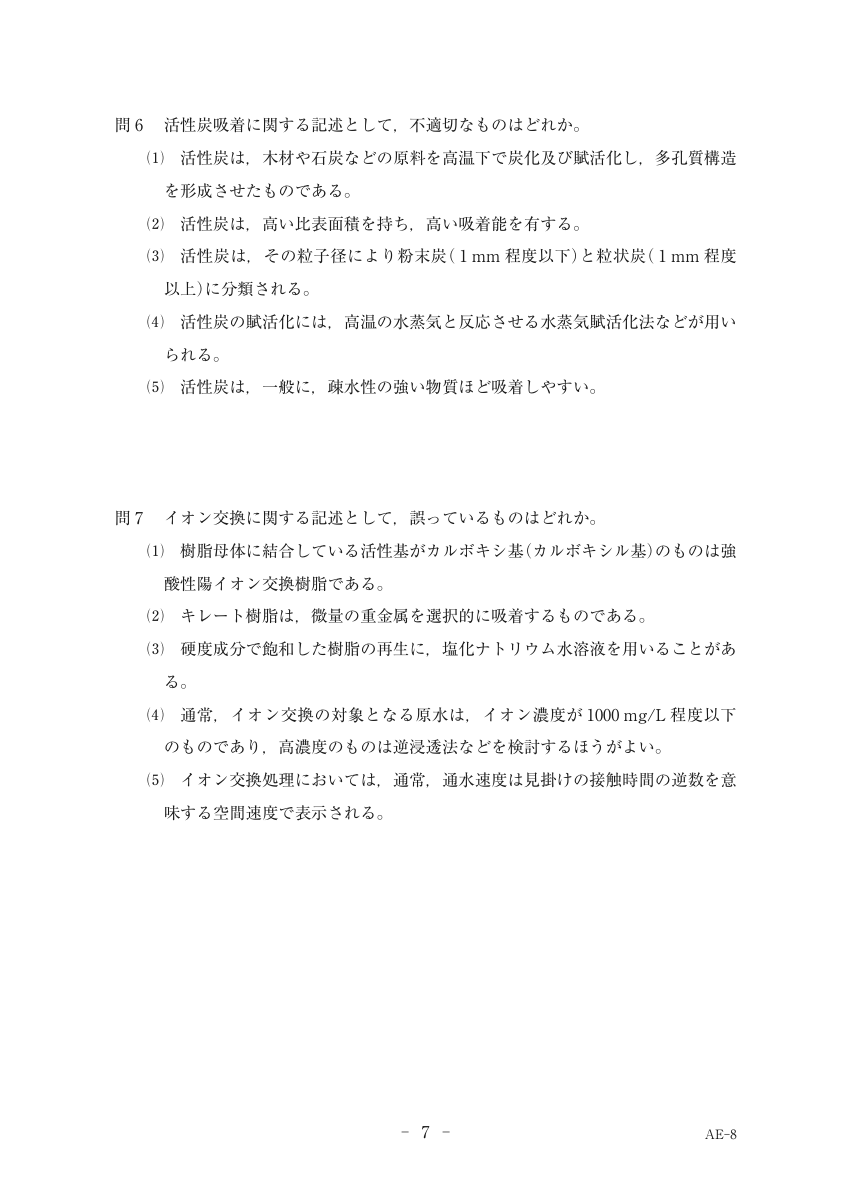 問6　活性炭吸着に関する記述として，不適切なものはどれか。
⑴　活性炭は，木材や石炭などの原料を高温下で炭化及び賦活化し，多孔質構造
を形成させたものである。
⑵　活性炭は，高い比表面積を持ち，高い吸着能を有する。
⑶　活性炭は，その粒子径により粉末炭(1 mm 程度以下)と粒状炭(1 mm 程度
以上)に分類される。
⑷　活性炭の賦活化には，高温の水蒸気と反応させる水蒸気賦活化法などが用い
られる。
⑸　活性炭は，一般に，疎水性の強い物質ほど吸着しやすい。
問7　イオン交換に関する記述として，誤っているものはどれか。
⑴　樹脂母体に結合している活性基がカルボキシ基(カルボキシル基)のものは強
酸性陽イオン交換樹脂である。
⑵　キレート樹脂は，微量の重金属を選択的に吸着するものである。
⑶　硬度成分で飽和した樹脂の再生に，塩化ナトリウム水溶液を用いることがあ
る。
⑷　通常，イオン交換の対象となる原水は，イオン濃度が 1000 mg/L 程度以下
のものであり，高濃度のものは逆浸透法などを検討するほうがよい。
⑸　イオン交換処理においては，通常，通水速度は見掛けの接触時間の逆数を意
味する空間速度で表示される。
－ 7 －
AE-8